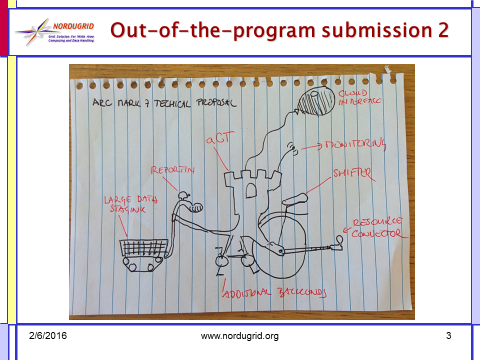 NORDUGRID
Grid Solution for Wide Area
Computing and Data Handling
Out-of-the-program submission 2
ARC MARK 7 TECHICAL PROPOSAL
CLOUD
INTERFACE
aCT
MONITORING
REPORTIN
SHIFTER
LARGE DATA
STAGINK
RESOURCE
CONNECTOR
ADDITIONAL BACKENDS
2/6/2016
www.nordugrid.org
3